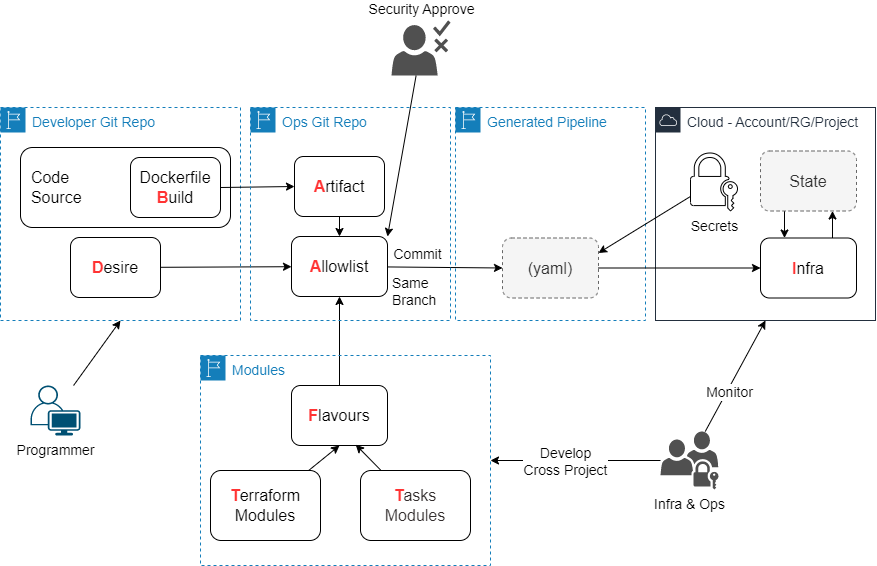 Security Approve
Developer Git Repo
Ops Git Repo
Generated Pipeline
Cloud - Account/RG/Project
Code
Source
Dockerfile
Build
Artifact
Secrets
State
Desire
Allowlist
Commit
Same
Branch
(yaml)
Infra
Programmer
Modules
Flavours
Terraform
Modules
Tasks
Modules
Develop
Cross Project
Monitor
Infra & Ops